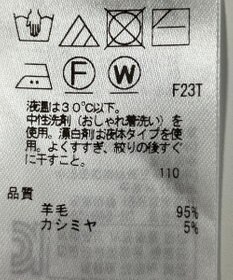 F W
F23T
液温は30℃以下。
中性洗剤（おしゃれ着洗い）を
使用。漂白剤は液体タイプを使
用。よくすすぎ、絞りの後すぐ
に干すこと。
110
品質
羊毛 95%
カシミヤ 5%